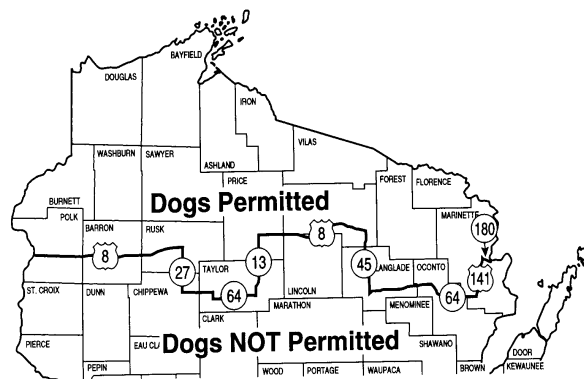 BAYFIELD
DOUGLAS
IRON
VILAS
WASHBURN SAWYER
ASHLAND
PRICE
FOREST FLORENCE
BURNETT
POLK
Dogs Permitted
MARINETTE
180
BARRON RUSK
8
8
13
27
TAYLOR
45
LANGLADE OCONTO
141
ST. CROIX DUNN CHIPPEWA
64
LINCOLN
MARATHON
64
MENOMINEE
CLARK
PIERCE
EAU CL
Dogs NOT Permitted
SHAWANO
DOOR
PEPIN
WOOD PORTAGE WAUPACA
BROWN
KEWAUNEE